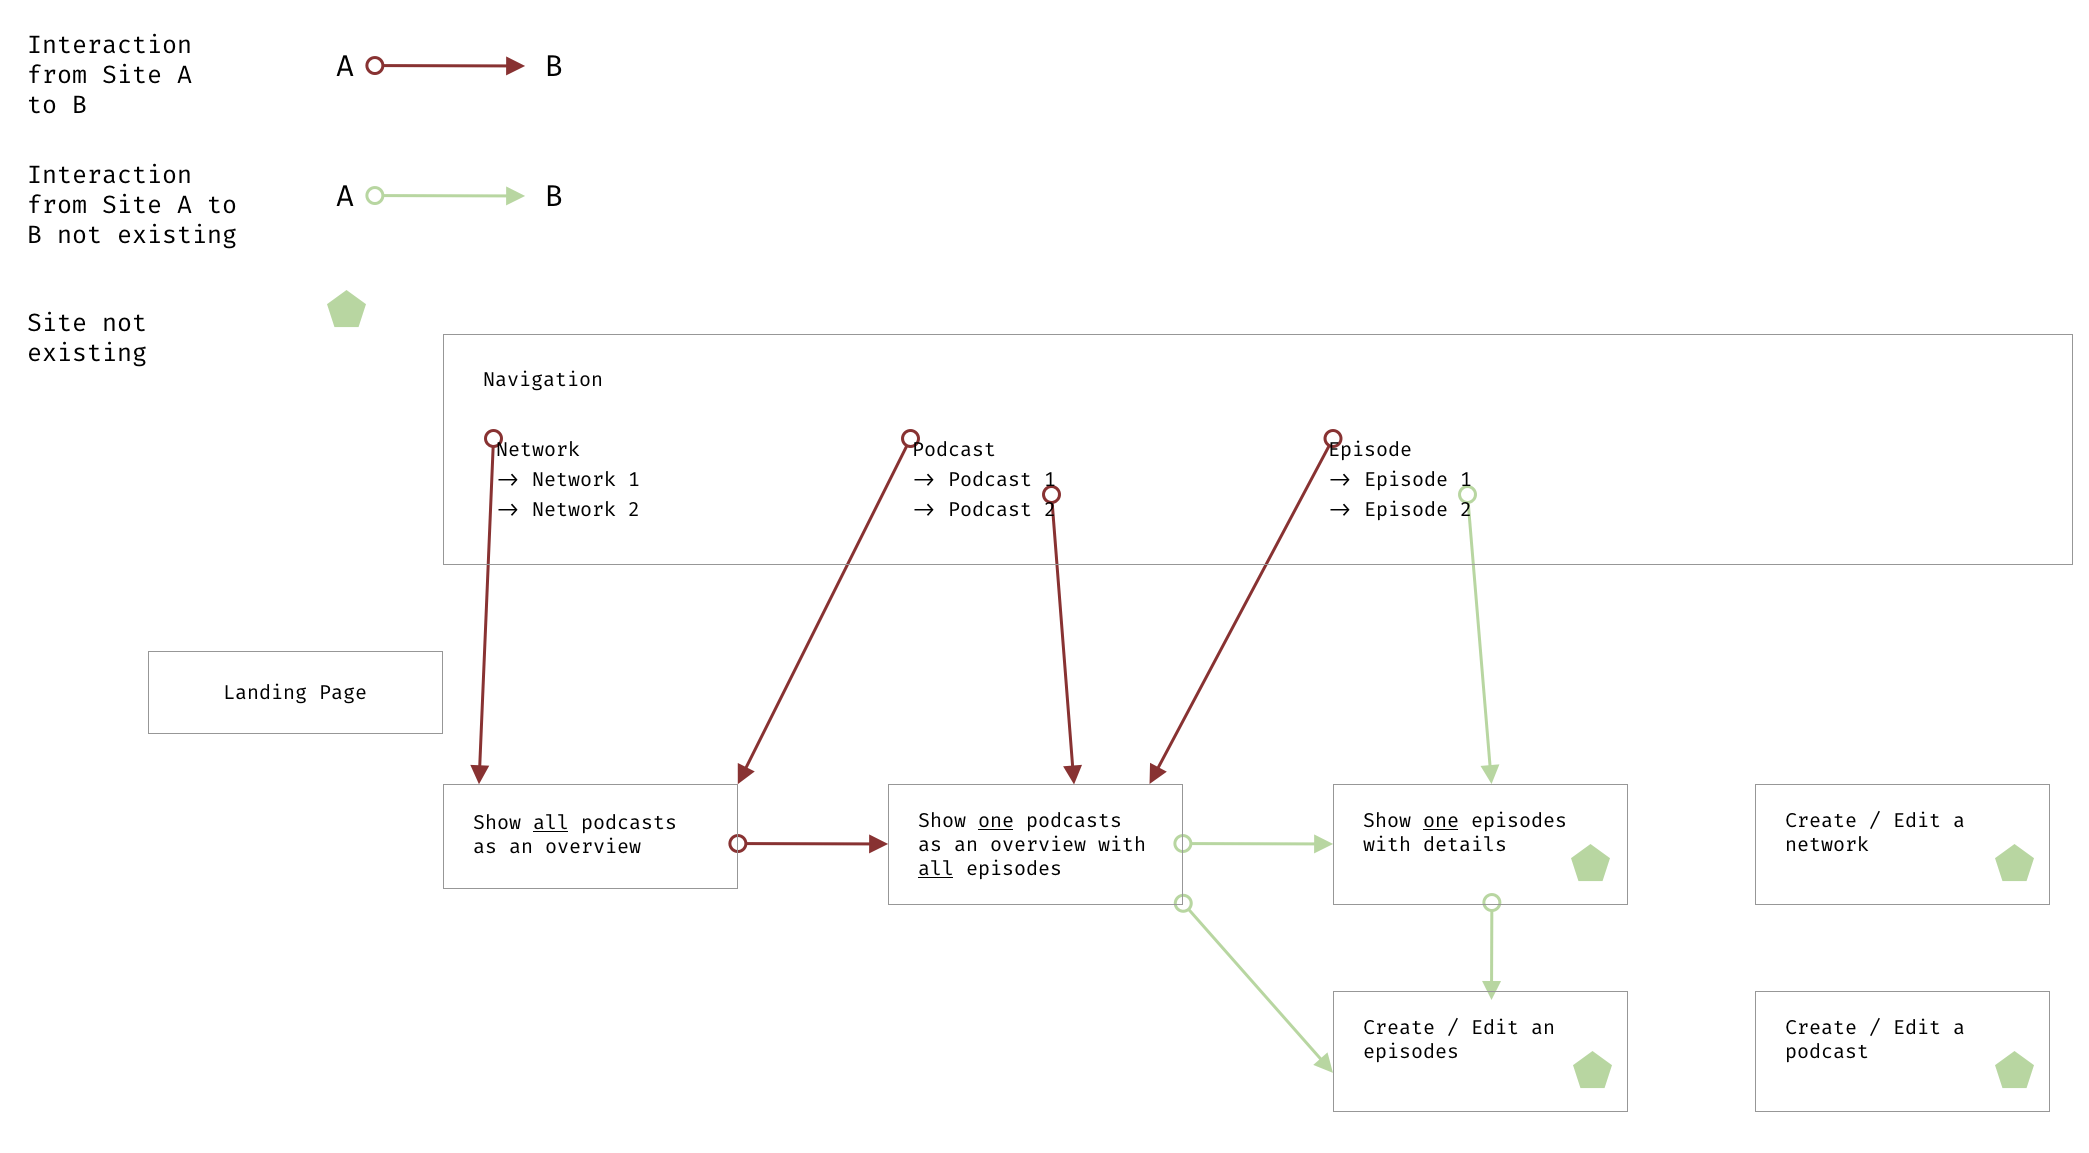 Interaction
from Site A
to B
A B
Interaction
from Site A to
B not existing
A B
Site not
existing
Navigation
Network
→ Network 1
→ Network 2
Podcast
→ Podcast 1
→ Podcast 2
Episode
→ Episode 1
→ Episode 2
Landing Page
Show all podcasts
as an overview
Show one podcasts
as an overview with
all episodes
Show one episodes
with details
Create / Edit a
network
Create / Edit an
episodes
Create / Edit a
podcast